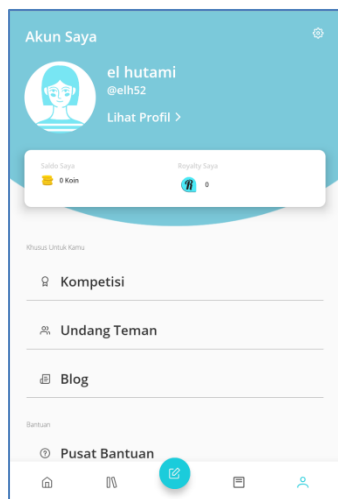 Akun Saya
el hutami
@elh52
Lihat Profil >
Saldo Saya
0 Koin
Royalty Saya
R 0
Khusus Untuk Kamu
Kompetisi
Undang Teman
Blog
Bantuan
Pusat Bantuan